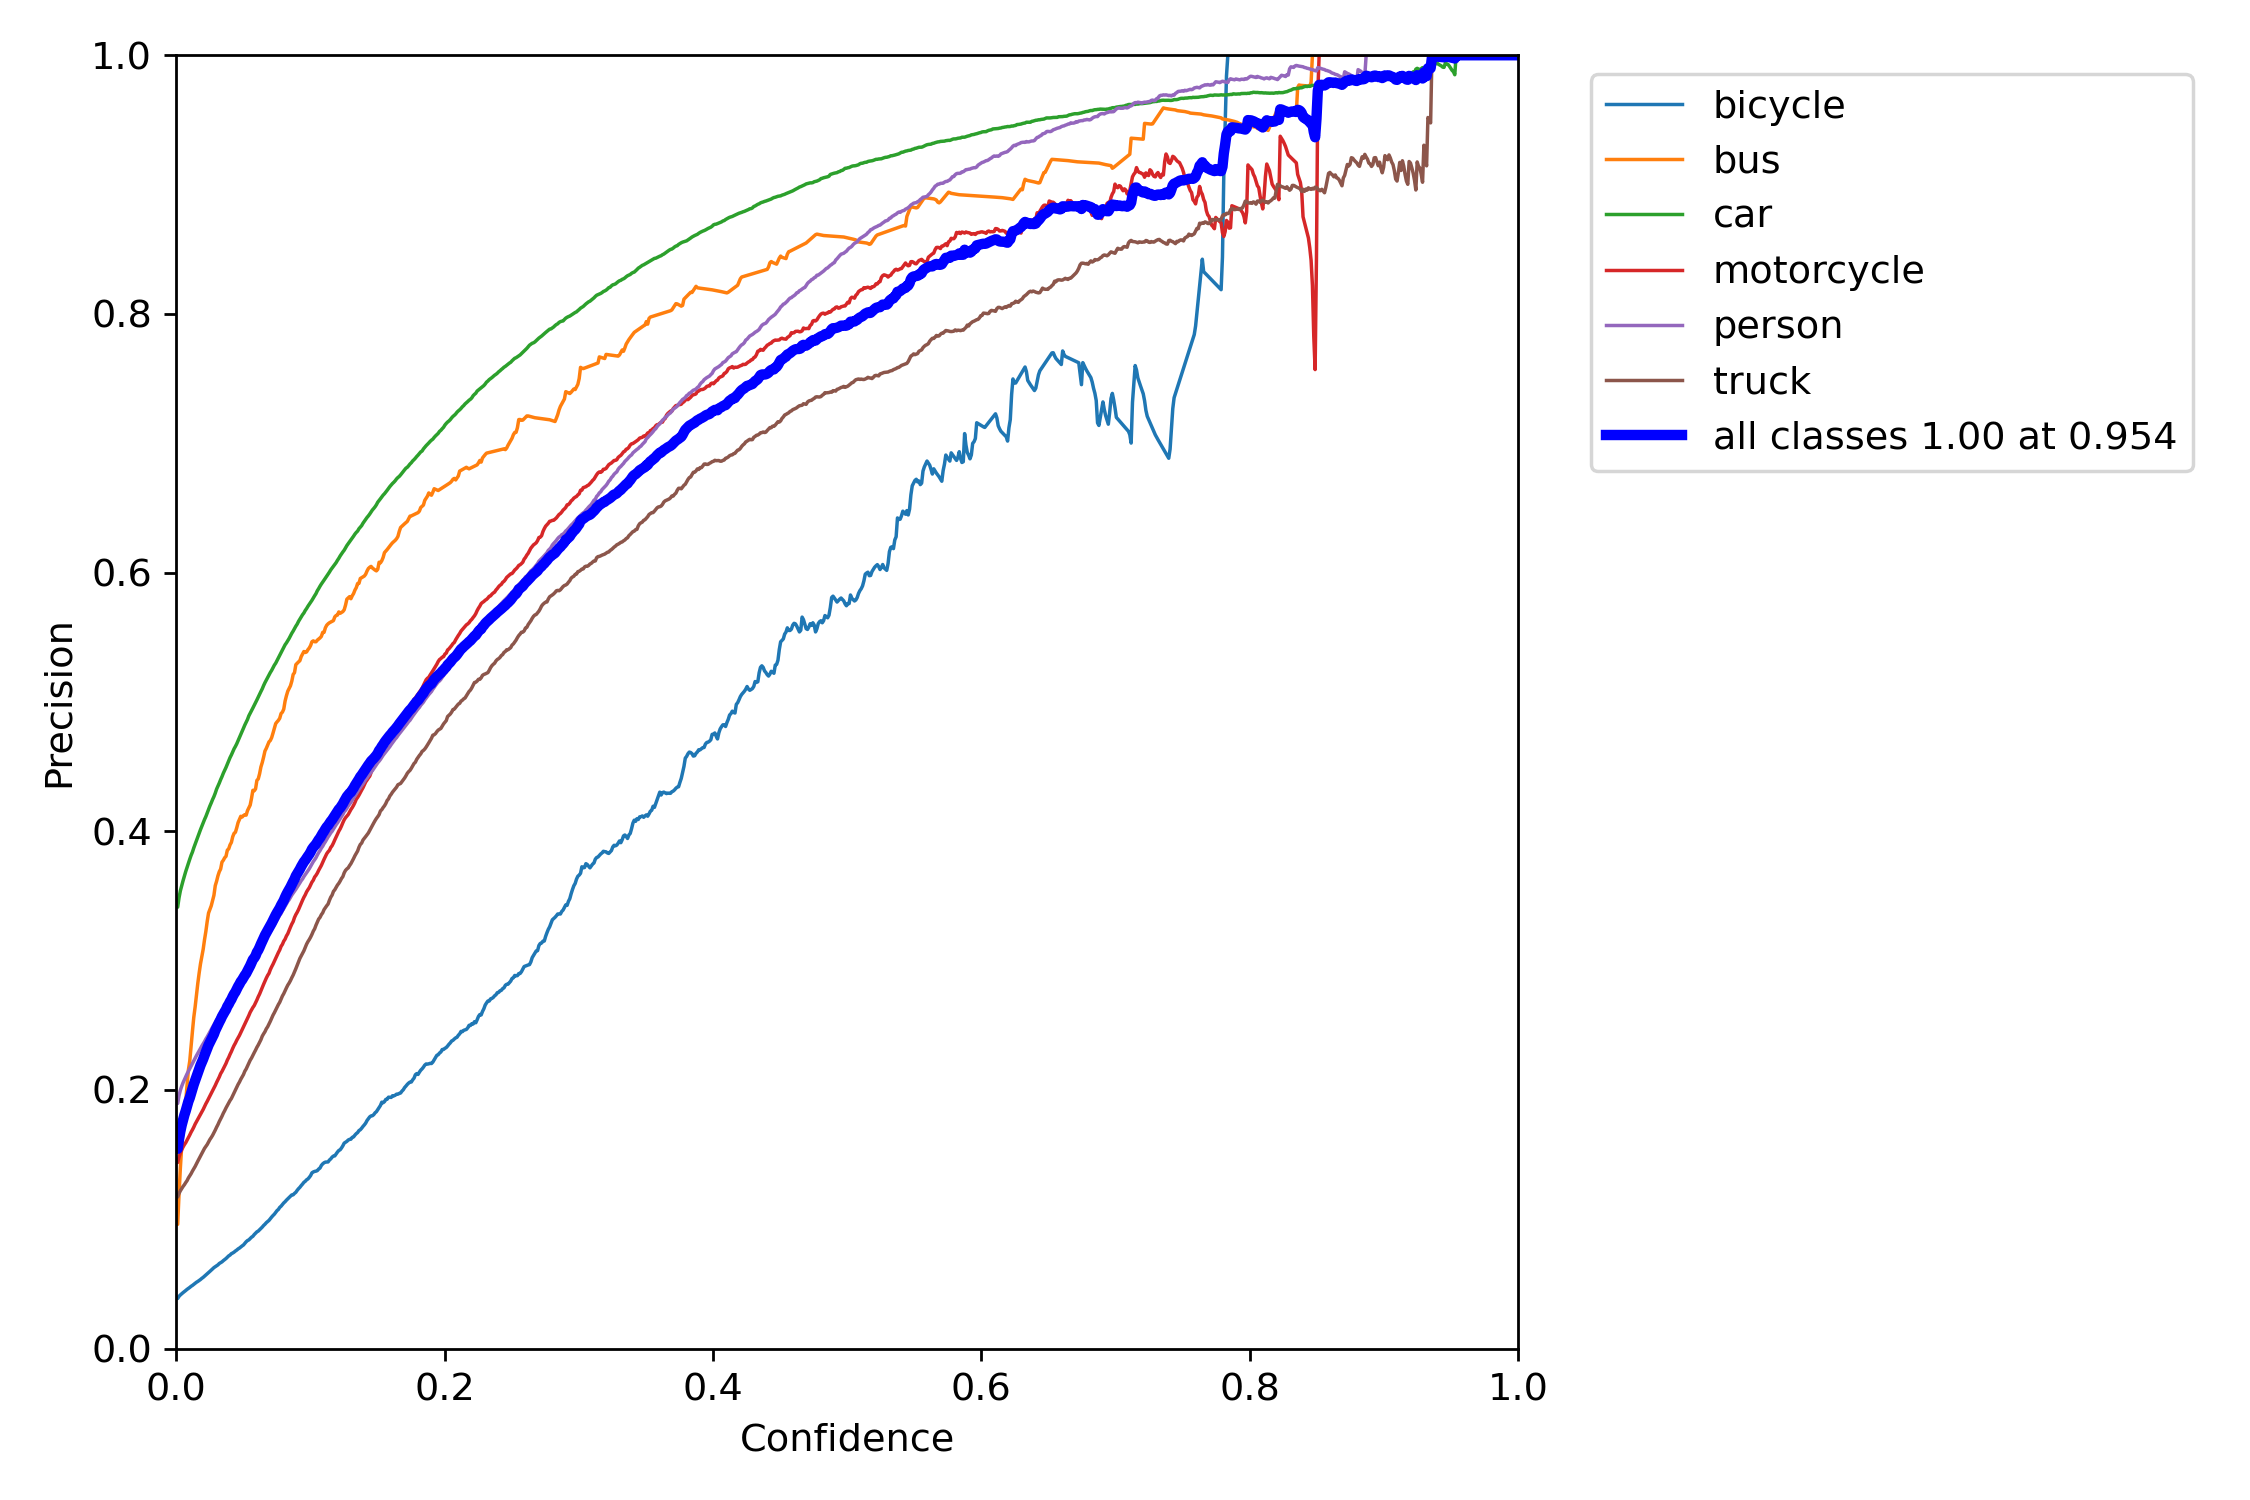 1.0
0.8
0.6
0.4
0.2
0.0
Precision
0.0 0.2 0.4 0.6 0.8 1.0
Confidence
bicycle
bus
car
motorcycle
person
truck
all classes 1.00 at 0.954